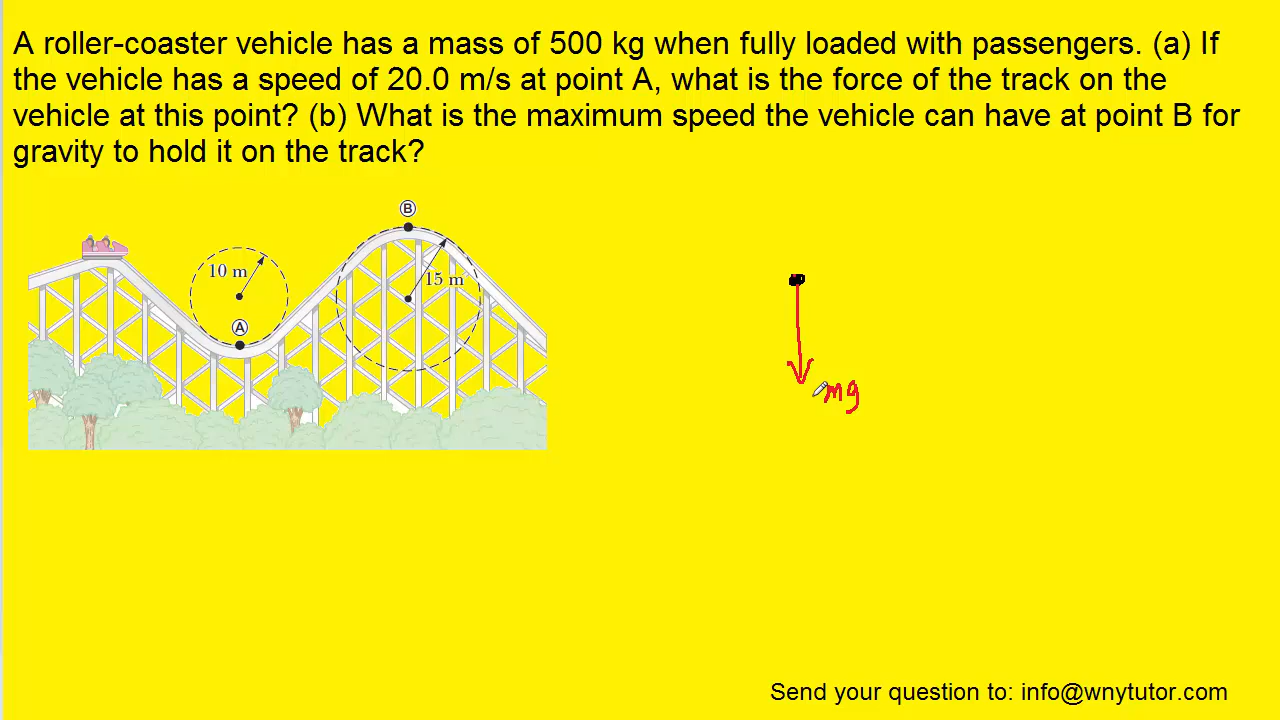 A roller-coaster vehicle has a mass of 500 kg when fully loaded with passengers. (a) If
the vehicle has a speed of 20.0 m/s at point A, what is the force of the track on the
vehicle at this point? (b) What is the maximum speed the vehicle can have at point B for
gravity to hold it on the track?
B
10 m
15 m
A
mg
Send your question to: info@wnytutor.com